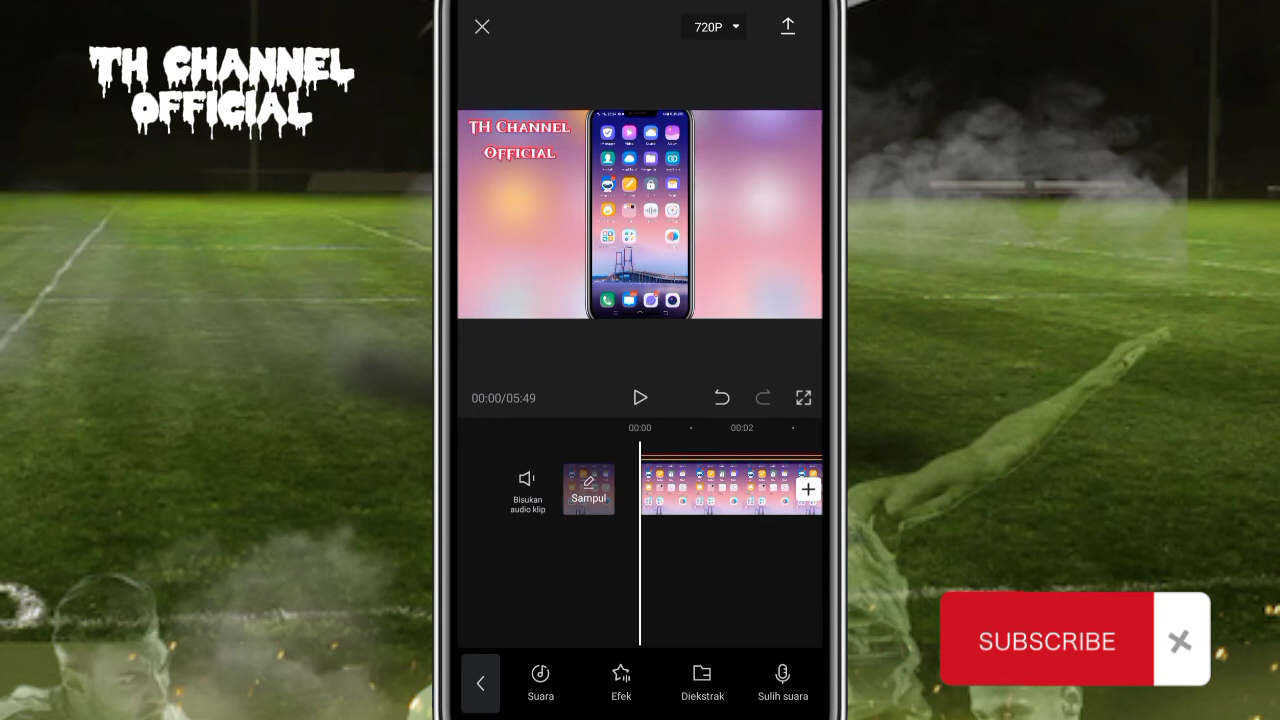 TH CHANNEL
OFFICIAL
720P
TH CHANNEL
OFFICIAL
00:00/05:49
00:00
00:02
Bisukan
audio klip
Sampul
SUBSCRIBE
Suara
Efek
Diekstrak
Sulih suara